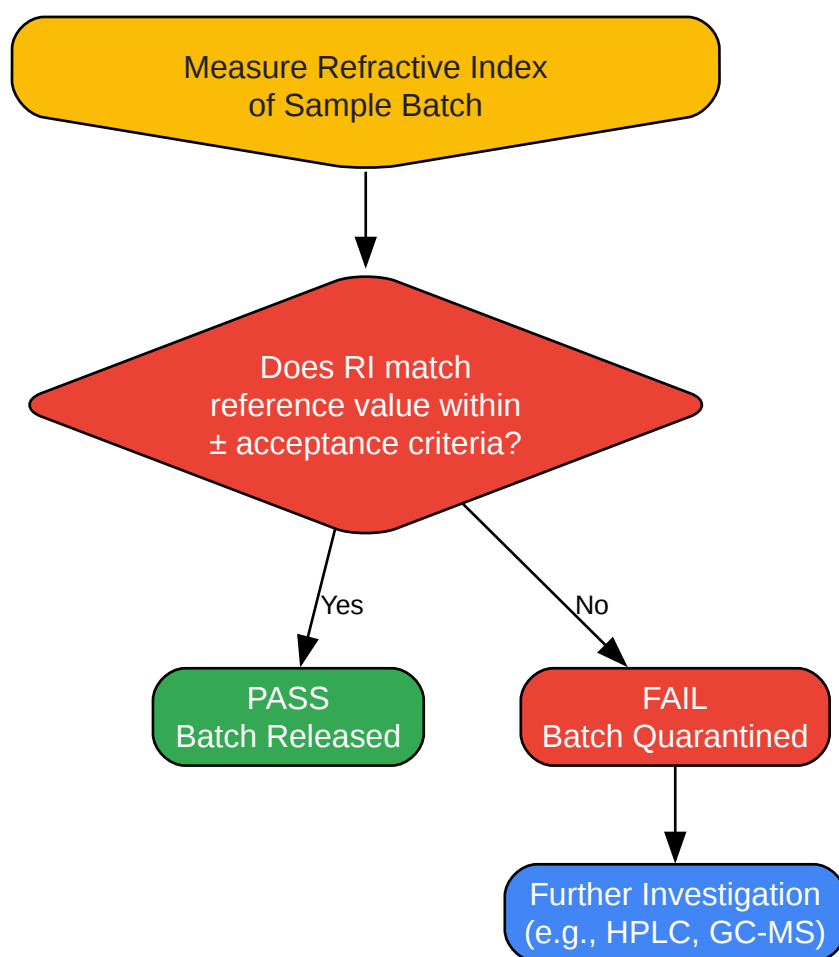 Measure Refractive Index
of Sample Batch
Does RI match
reference value within
± acceptance criteria?
Yes
No
PASS
Batch Released
FAIL
Batch Quarantined
Further Investigation
(e.g., HPLC, GC-MS)